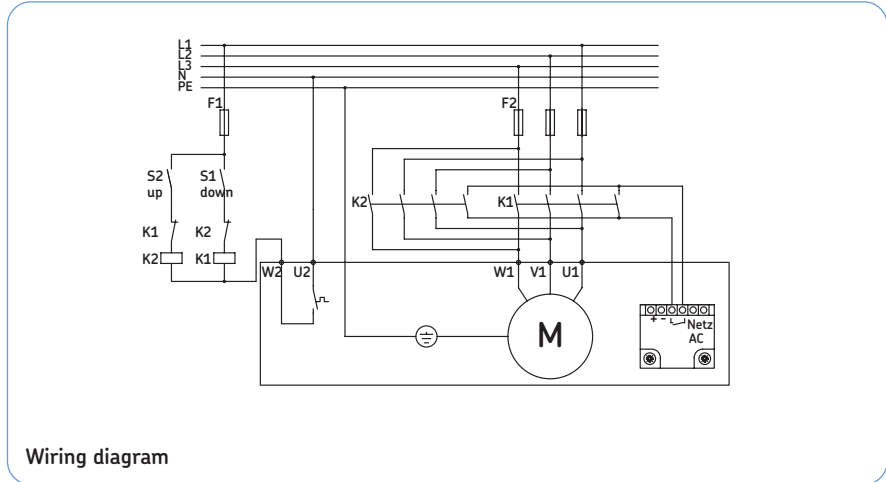 L1
L2
L3
N
PE
F1
F2
S2
up
S1
down
K2
K1
K1
K2
K2
K1
W2
U2
W1
V1
U1
M
+ -
Netz
AC
Wiring diagram